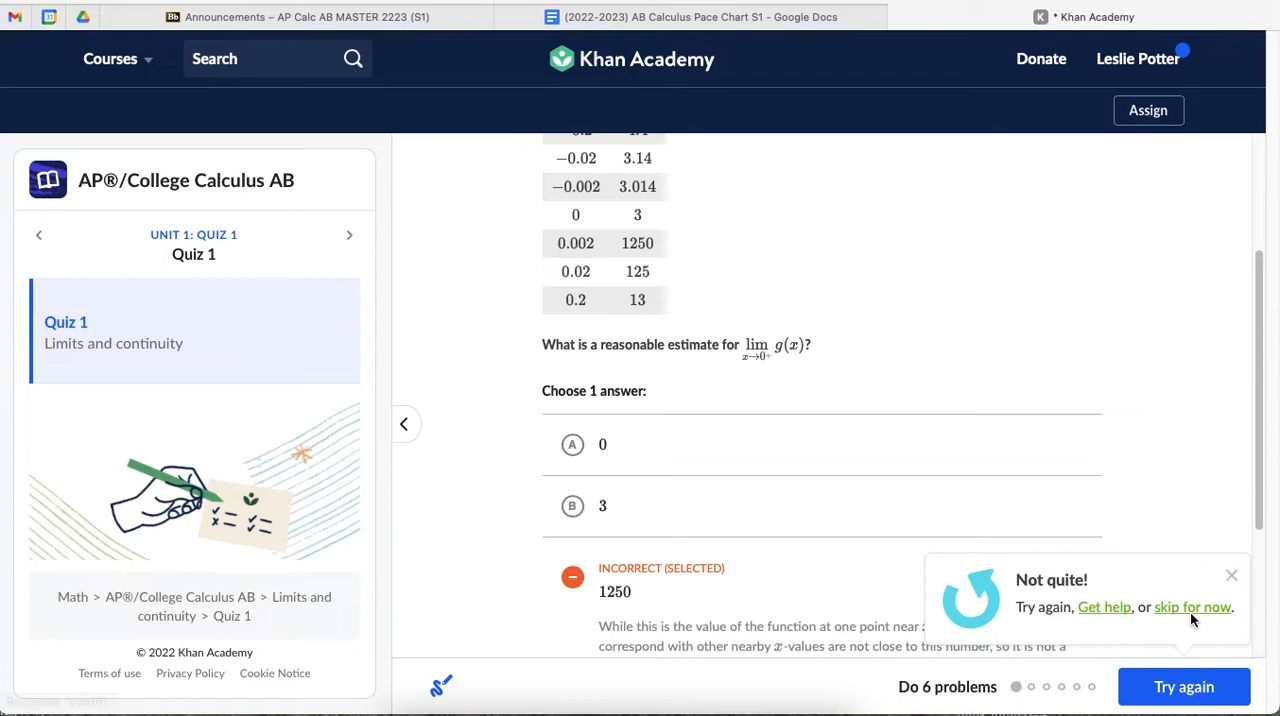 Announcements – AP Calc AB MASTER 2223 (S1)
(2022-2023) AB Calculus Pace Chart S1 - Google Docs
* Khan Academy
Courses
Search
Khan Academy
Donate
Leslie Potter
Assign
AP®/College Calculus AB
UNIT 1: QUIZ 1
Quiz 1
Quiz 1
Limits and continuity
Math > AP®/College Calculus AB > Limits and
continuity > Quiz 1
© 2022 Khan Academy
Terms of use Privacy Policy Cookie Notice
−0.02 3.14
−0.002 3.014
0 3
0.002 1250
0.02 125
0.2 13
What is a reasonable estimate for lim x→0⁺ g(x)?
Choose 1 answer:
A 0
B 3
INCORRECT (SELECTED)
1250
While this is the value of the function at one point near
correspond with other nearby x-values are not close to this number, so it is not a
Not quite!
Try again, Get help, or skip for now.
Do 6 problems
Try again